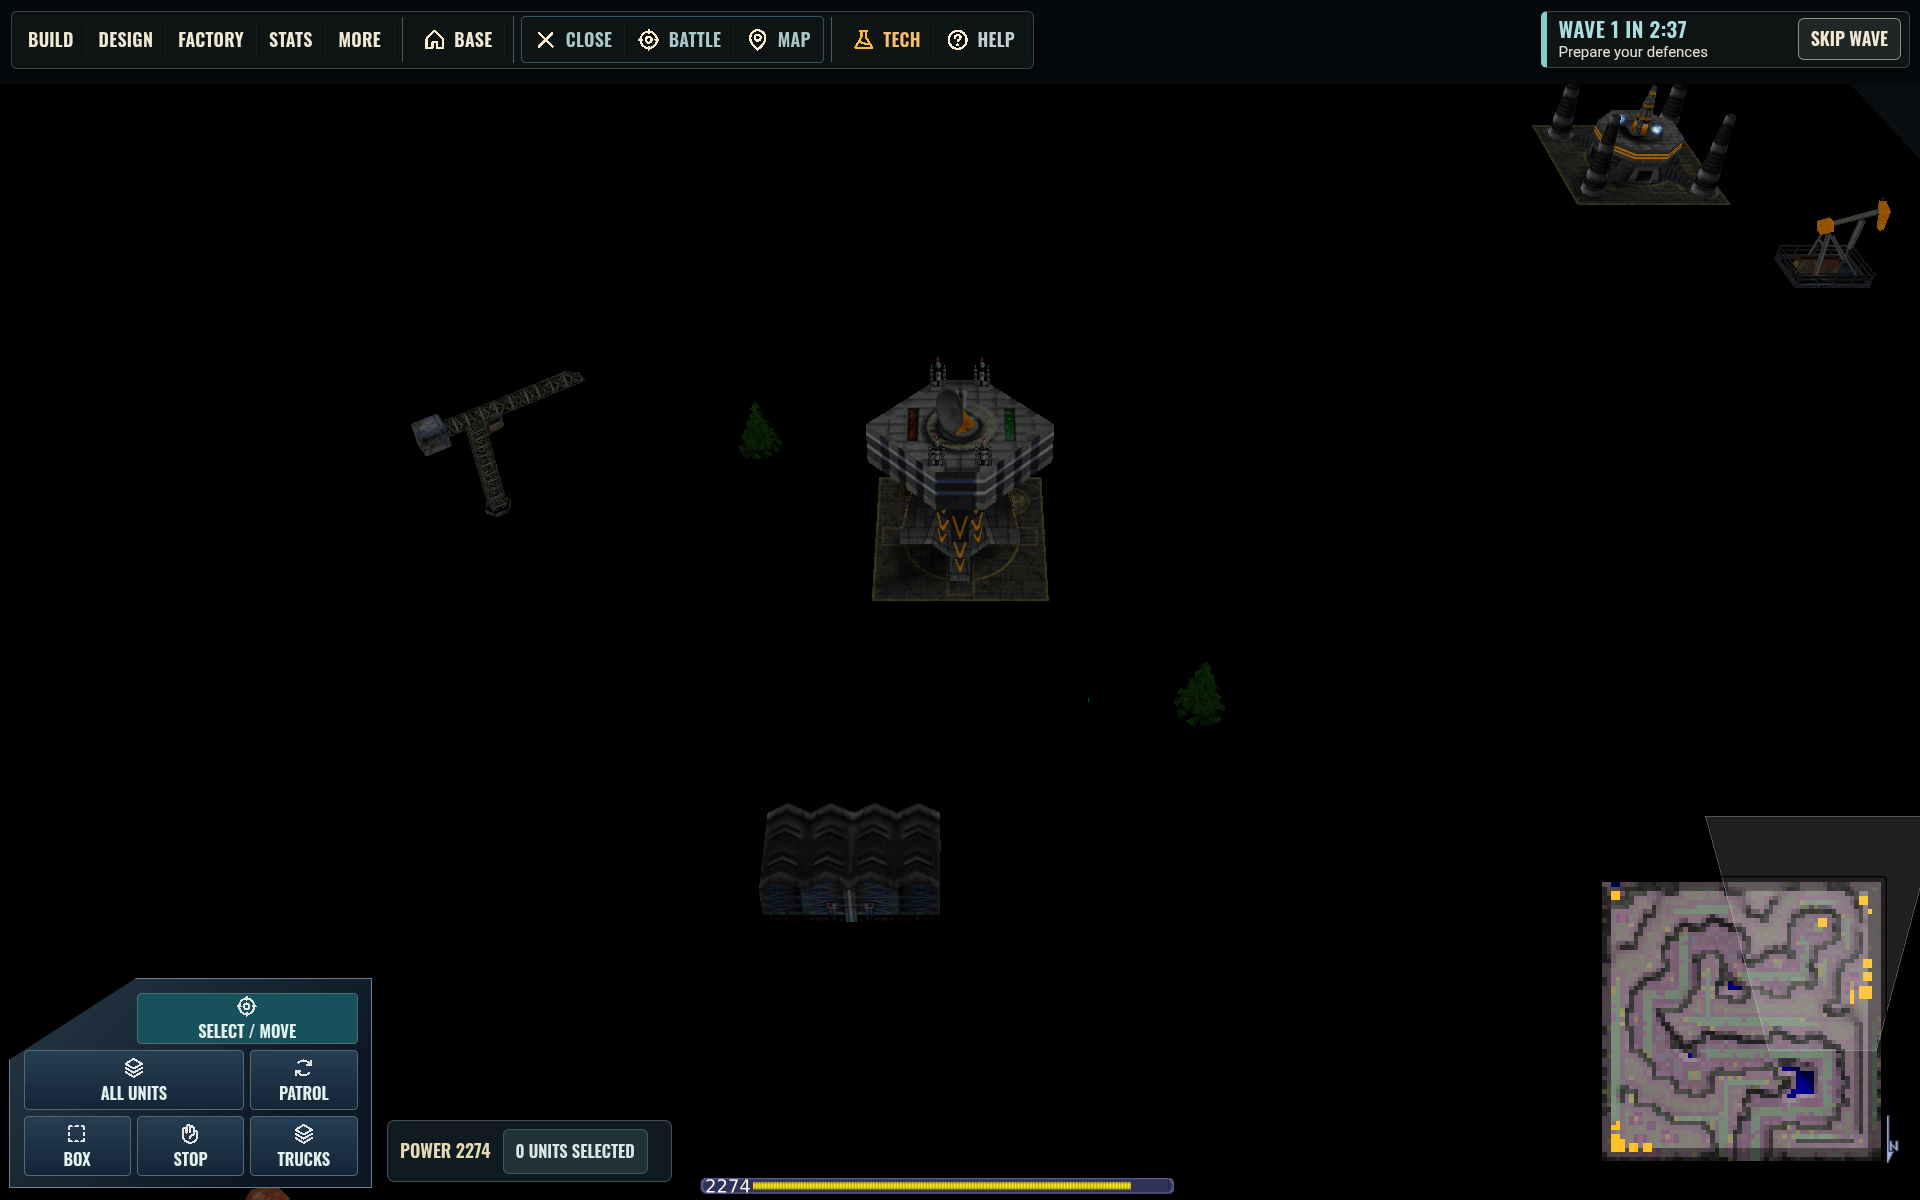 BUILD DESIGN FACTORY STATS MORE BASE CLOSE BATTLE MAP TECH HELP
WAVE 1 IN 2:37
Prepare your defences
SKIP WAVE
SELECT / MOVE
ALL UNITS PATROL
BOX STOP TRUCKS
POWER 2274 0 UNITS SELECTED
2274
N